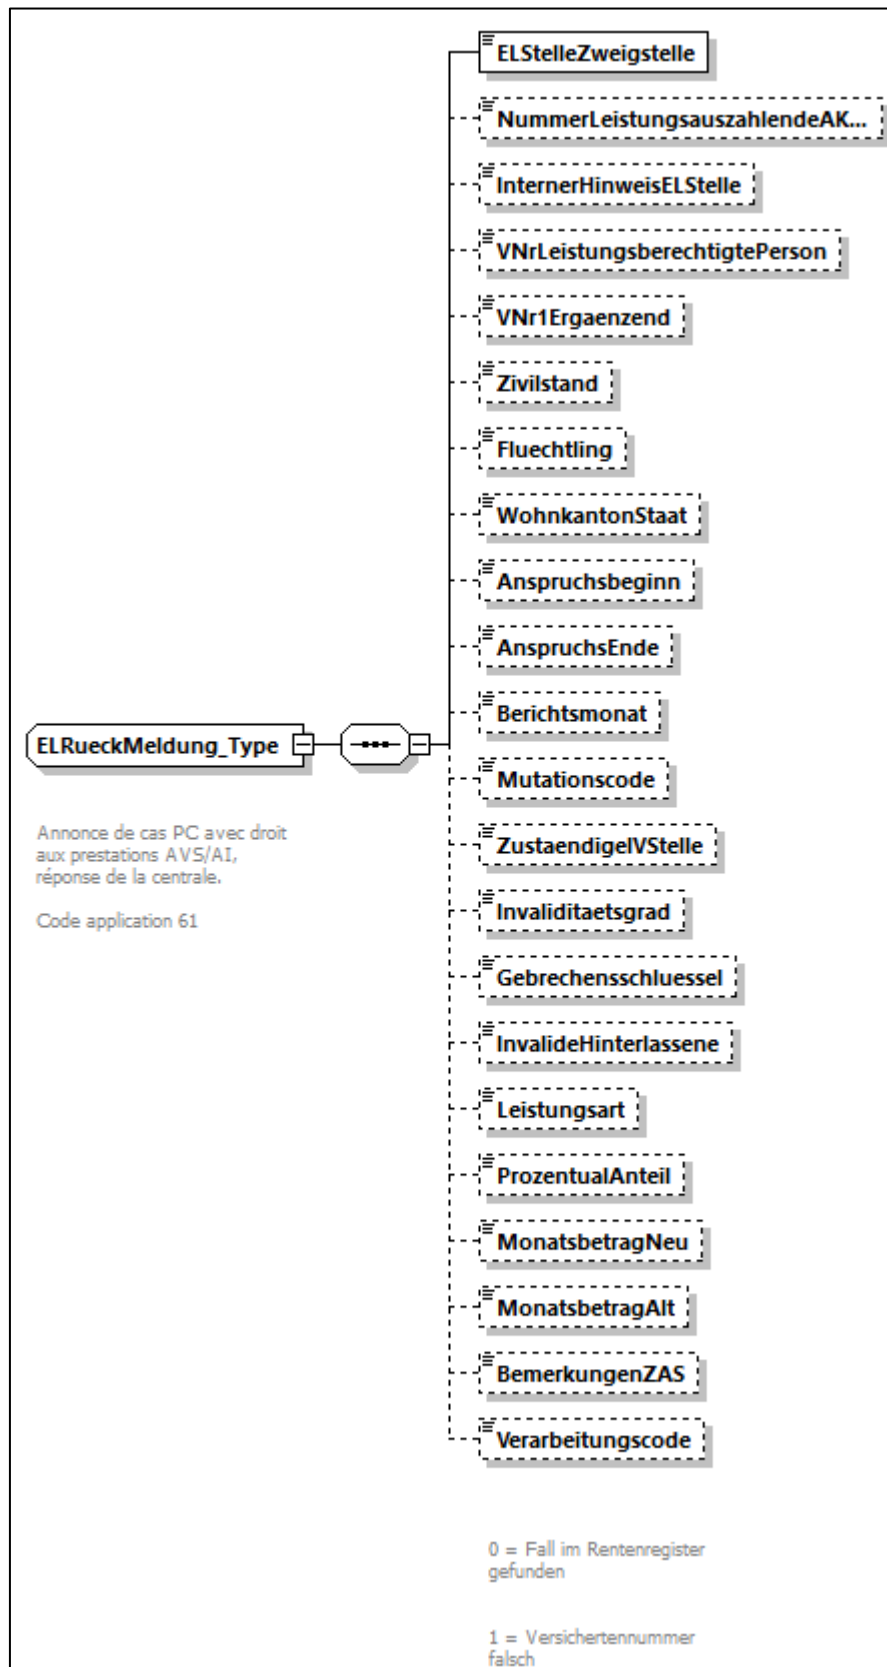 ELStelleZweigstelle
NummerLeistungsauszahlendeAK...
InternerHinweisELStelle
VNrLeistungsberechtigtePerson
VNr1Ergaenzend
Zivilstand
Fluechtling
WohnkantonStaat
Anspruchsbeginn
AnspruchsEnde
Berichtsmonat
ELRueckMeldung_Type
Annonce de cas PC avec droit
aux prestations AVS/AI,
réponse de la centrale.
Code application 61
Mutationscode
ZustaendigeIVStelle
Invaliditaetsgrad
Gebrechensschluessel
InvalideHinterlassene
Leistungsart
ProzentualAnteil
MonatsbetragNeu
MonatsbetragAlt
BemerkungenZAS
Verarbeitungscode
0 = Fall im Rentenregister
gefunden
1 = Versichertennummer
falsch